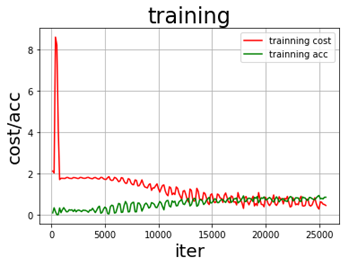 training
trainning cost
trainning acc
cost/acc
8
6
4
2
0
0 5000 10000 15000 20000 25000
iter